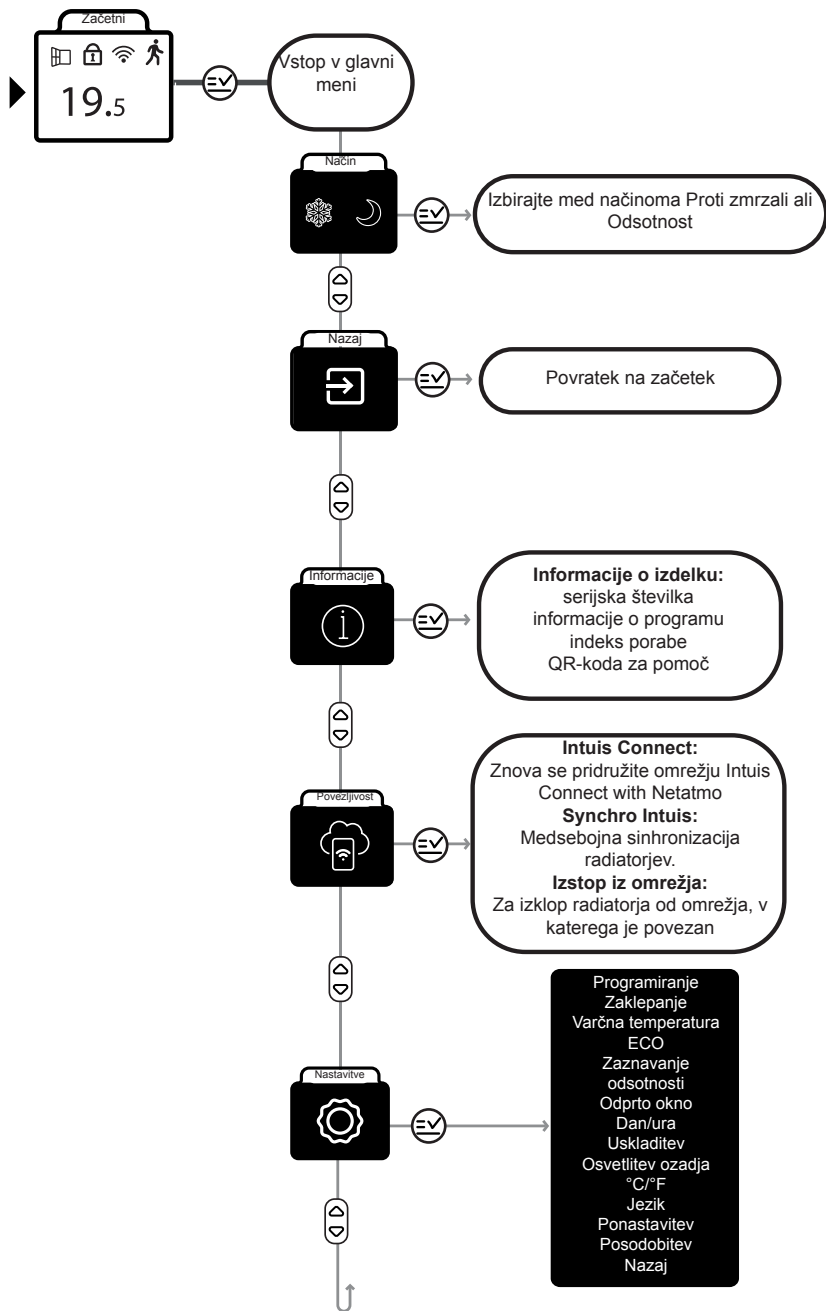 Začetni
19.5
Vstop v glavni
meni
Način
Izbirajte med načinoma Proti zmrzali ali
Odsotnost
Nazaj
Povratek na začetek
Informacije
Informacije o izdelku:
serijska številka
informacije o programu
indeks porabe
QR-koda za pomoč
Povezljivost
Intuis Connect:
Znova se pridružite omrežju Intuis
Connect with Netatmo
Synchro Intuis:
Medsebojna sinhronizacija
radiatorjev.
Izstop iz omrežja:
Za izklop radiatorja od omrežja, v
katerega je povezan
Nastavitve
Programiranje
Zaklepanje
Varčna temperatura
ECO
Zaznavanje
odsotnosti
Odprto okno
Dan/ura
Uskladitev
Osvetlitev ozadja
°C/°F
Jezik
Ponastavitev
Posodobitev
Nazaj